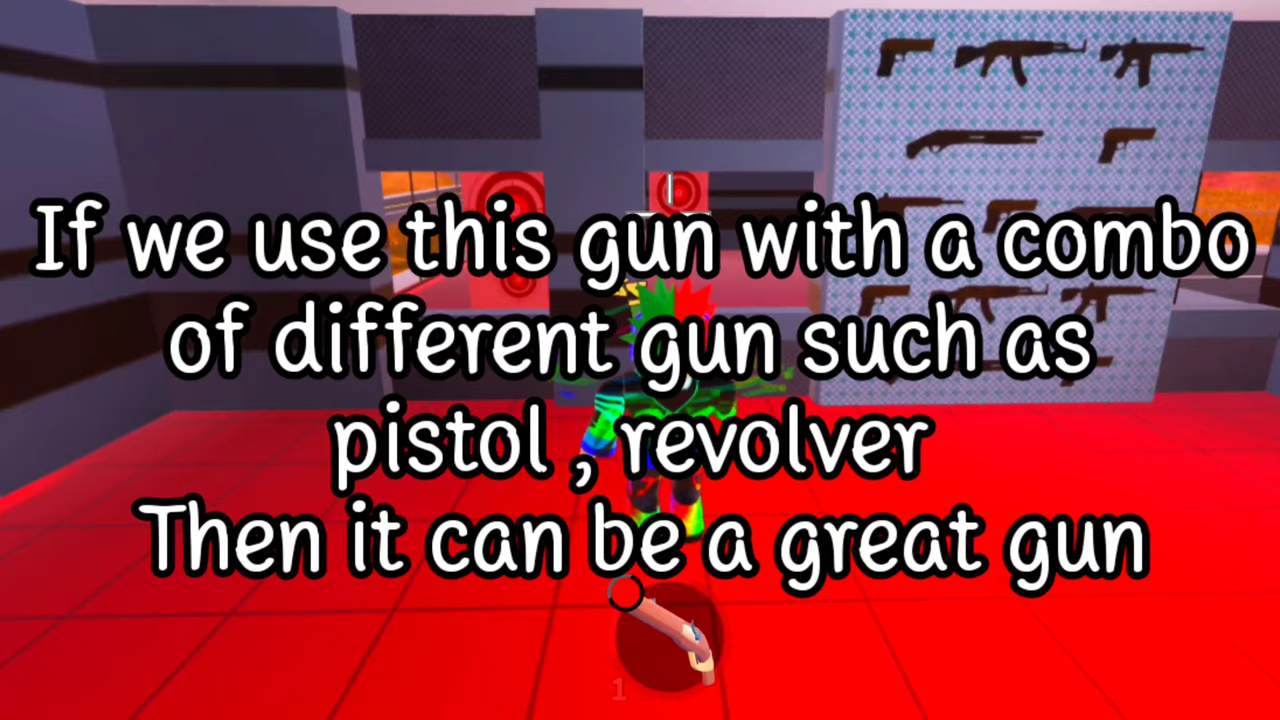 If we use this gun with a combo
of different gun such as
pistol , revolver
Then it can be a great gun
1